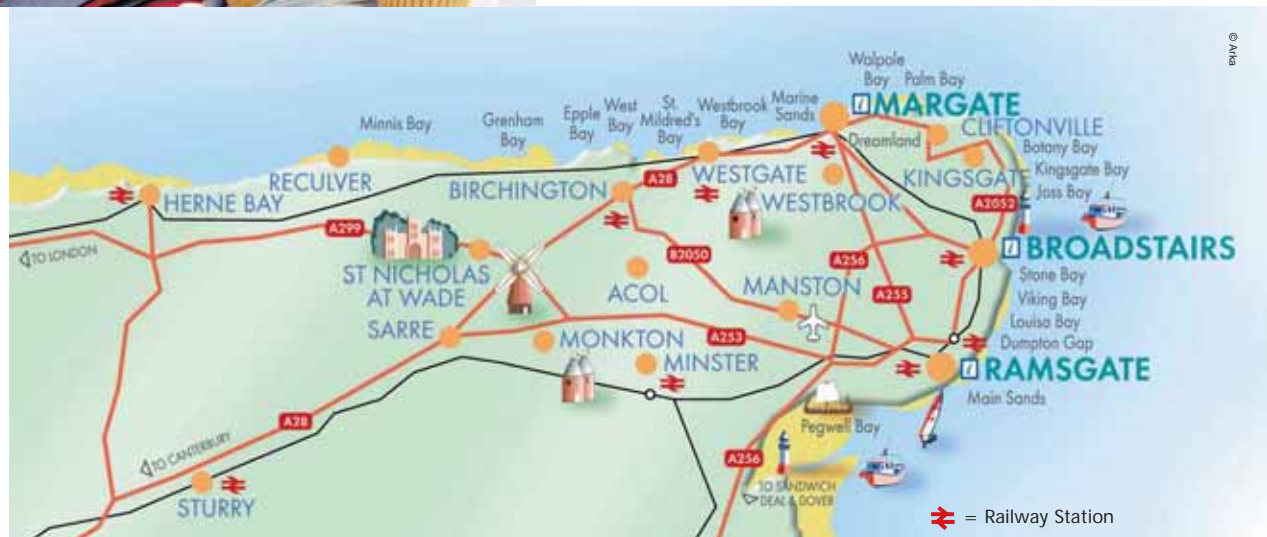 © Arka
Walpole
Bay
Palm Bay
Marine
Sands
i MARGATE
Westbrook
Bay
St.
Mildred's
Bay
West
Bay
Epple
Bay
Grenham
Bay
Minnis Bay
CLIFTONVILLE
Dreamland
Botany Bay
KINGSGATE
Kingsgate Bay
Joss Bay
RECULVER
BIRCHINGTON
A28
WESTGATE
WESTBROOK
A2052
HERNE BAY
A299
TO LONDON
ST NICHOLAS
AT WADE
B2050
A256
i BROADSTAIRS
Stone Bay
ACOL
MANSTON
A255
Viking Bay
Louisa Bay
Dumpton Gap
SARRE
MONKTON
A253
MINSTER
i RAMSGATE
Main Sands
Pegwell Bay
A28
TO CANTERBURY
A256
STURRY
TO SANDWICH
DEAL & DOVER
= Railway Station